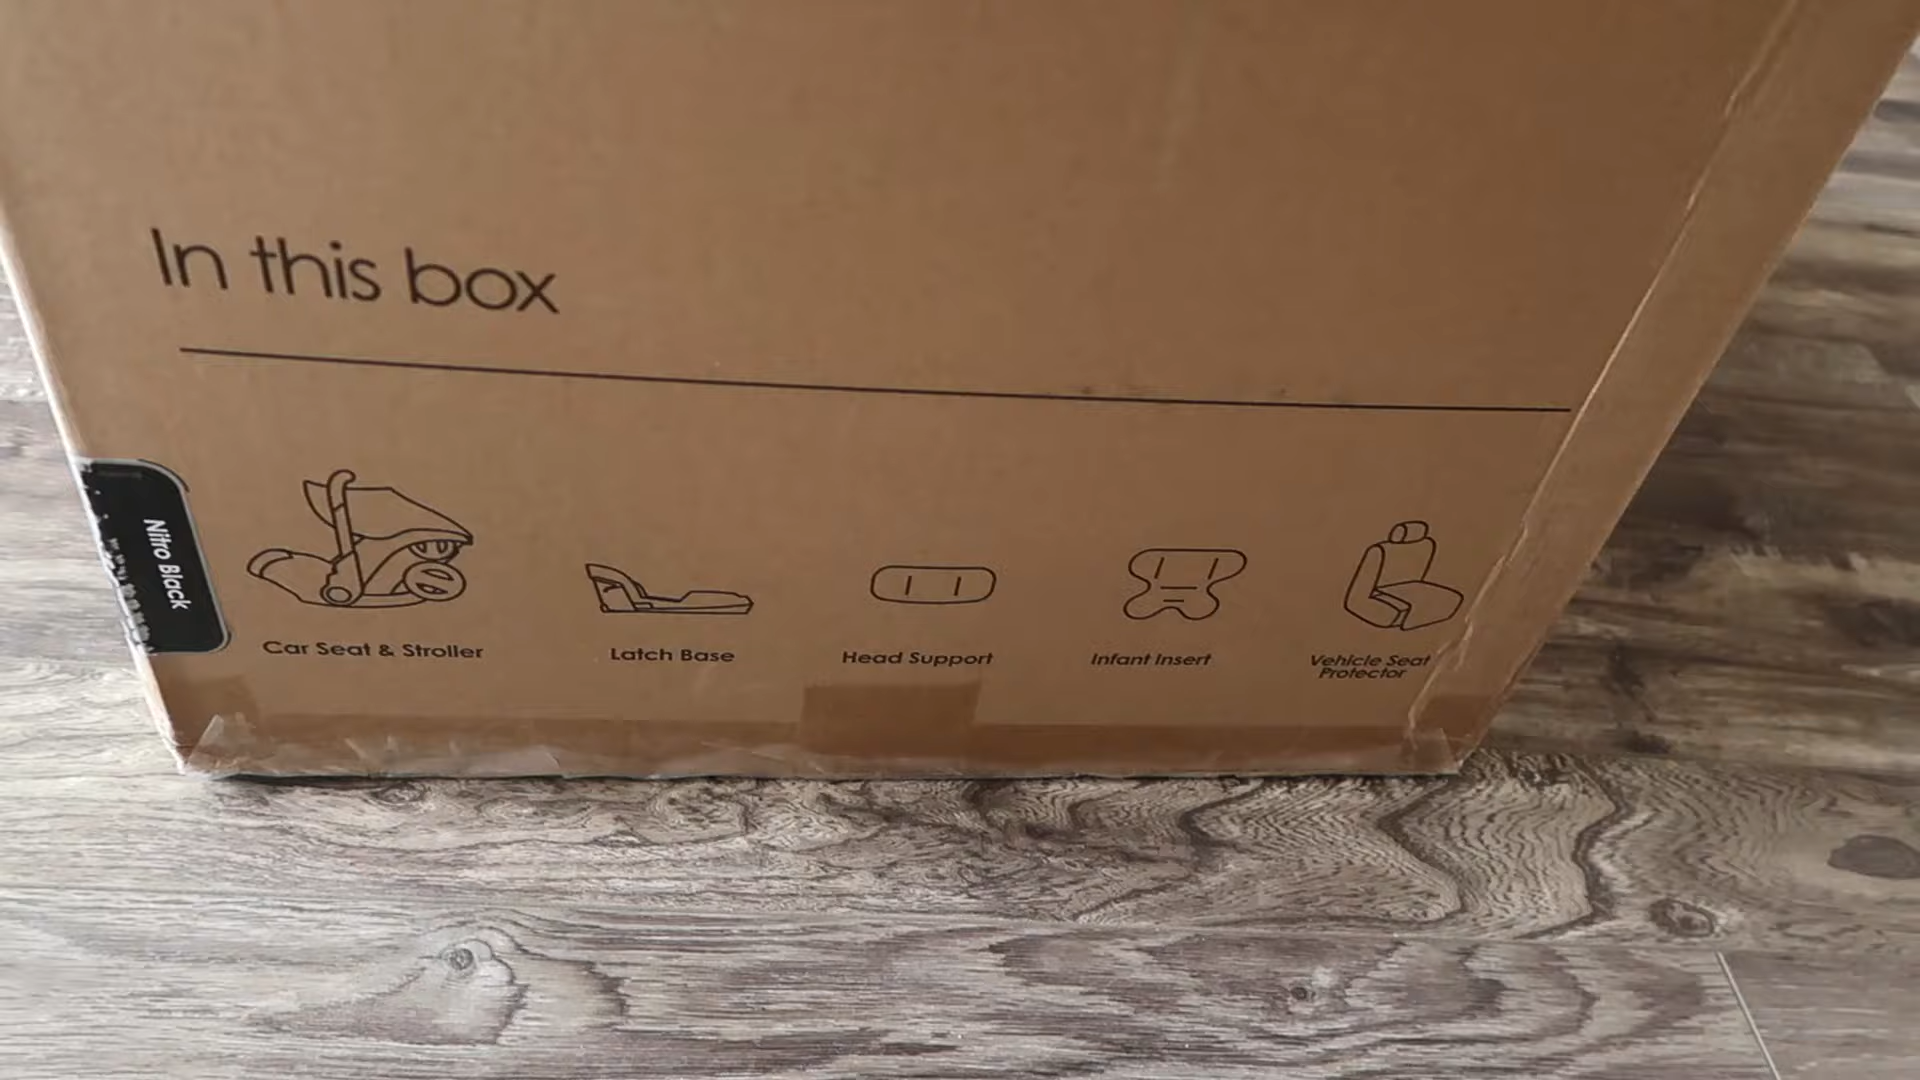 In this box
Nitro Black
Car Seat & Stroller
Latch Base
Head Support
Infant Insert
Vehicle Seat
Protector